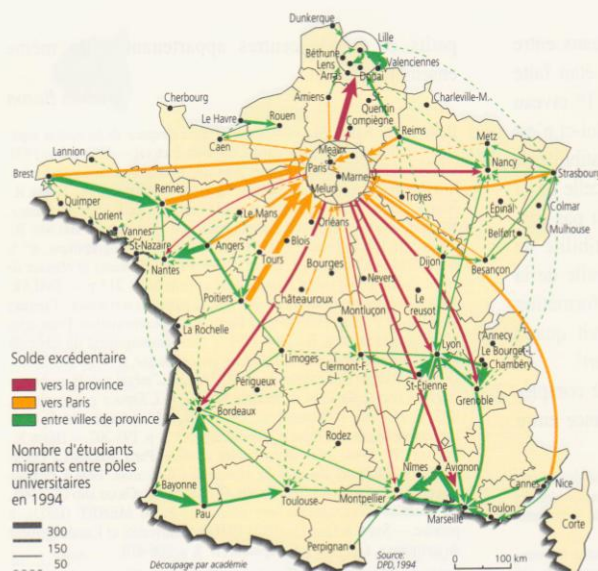 Dunkerque
Lille
Béthune
Valenciennes
Lens
Arras
Douai
Cherbourg
Amiens
St Quentin
Charleville-M.
Le Havre
Rouen
Compiègne
Caen
Reims
Metz
Lannion
Meaux
Paris
Marne
Nancy
Strasbourg
Brest
Rennes
Melun
Quimper
Le Mans
Troyes
Epinal
Colmar
Lorient
Orléans
Vannes
Mulhouse
St-Nazaire
Angers
Blois
Belfort
Nantes
Tours
Dijon
Besançon
Bourges
Nevers
Poitiers
Châteauroux
Le
Creusot
Montluçon
La Rochelle
Annecy
Lyon
Le Bourget-L.
Limoges
Clermont-F.
Chambéry
St-Étienne
Périgueux
Grenoble
Bordeaux
Rodez
Nîmes
Avignon
Bayonne
Pau
Toulouse
Montpellier
Cannes
Nice
Marseille
Toulon
Corte
Perpignan
Solde excédentaire
vers la province
vers Paris
entre villes de province
Nombre d'étudiants
migrants entre pôles
universitaires
en 1994
300
150
50
Découpage par académie
Source:
DPD,1994
0
100 km